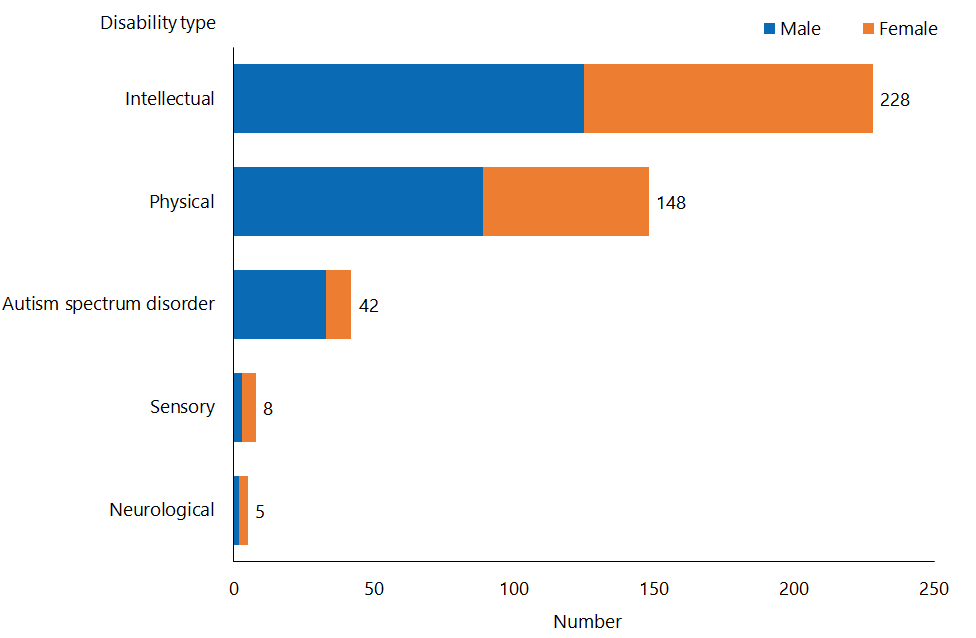 Disability type
Male Female
Intellectual 228
Physical 148
Autism spectrum disorder 42
Sensory 8
Neurological 5
0 50 100 150 200 250
Number